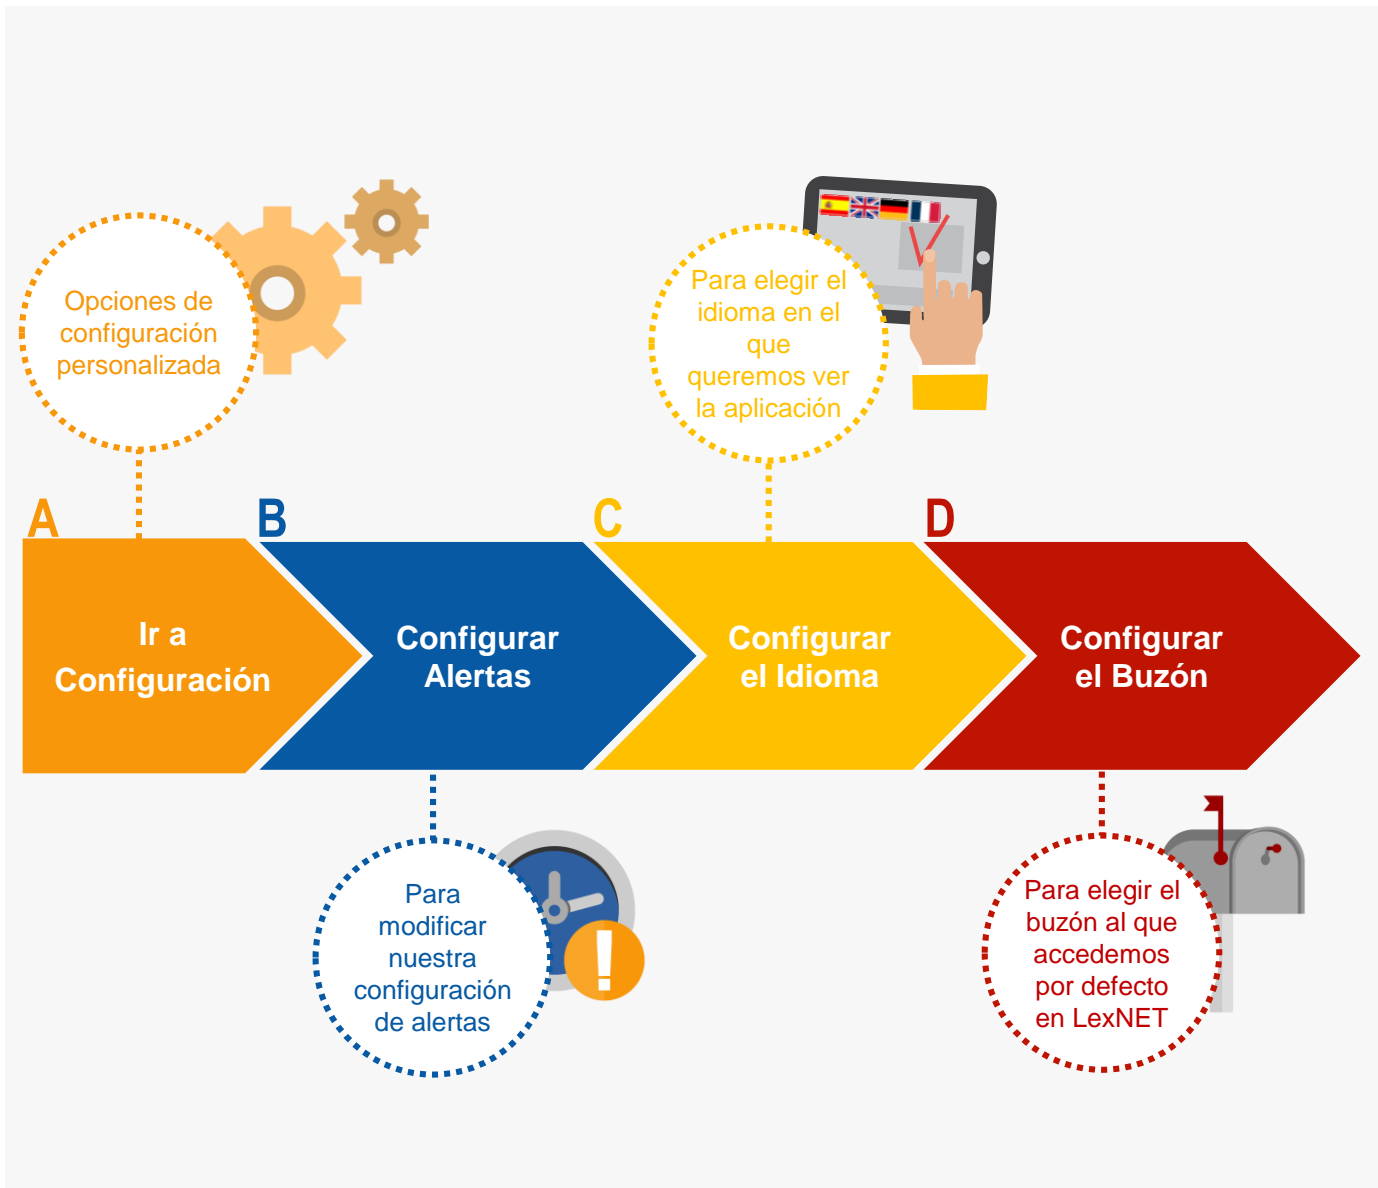 Opciones de
configuración
personalizada
Para elegir el
idioma en el
que
queremos ver
la aplicación
A
B
C
D
Ir a
Configuración
Configurar
Alertas
Configurar
el Idioma
Configurar
el Buzón
Para
modificar
nuestra
configuración
de alertas
Para elegir el
buzón al que
accedemos
por defecto
en LexNET